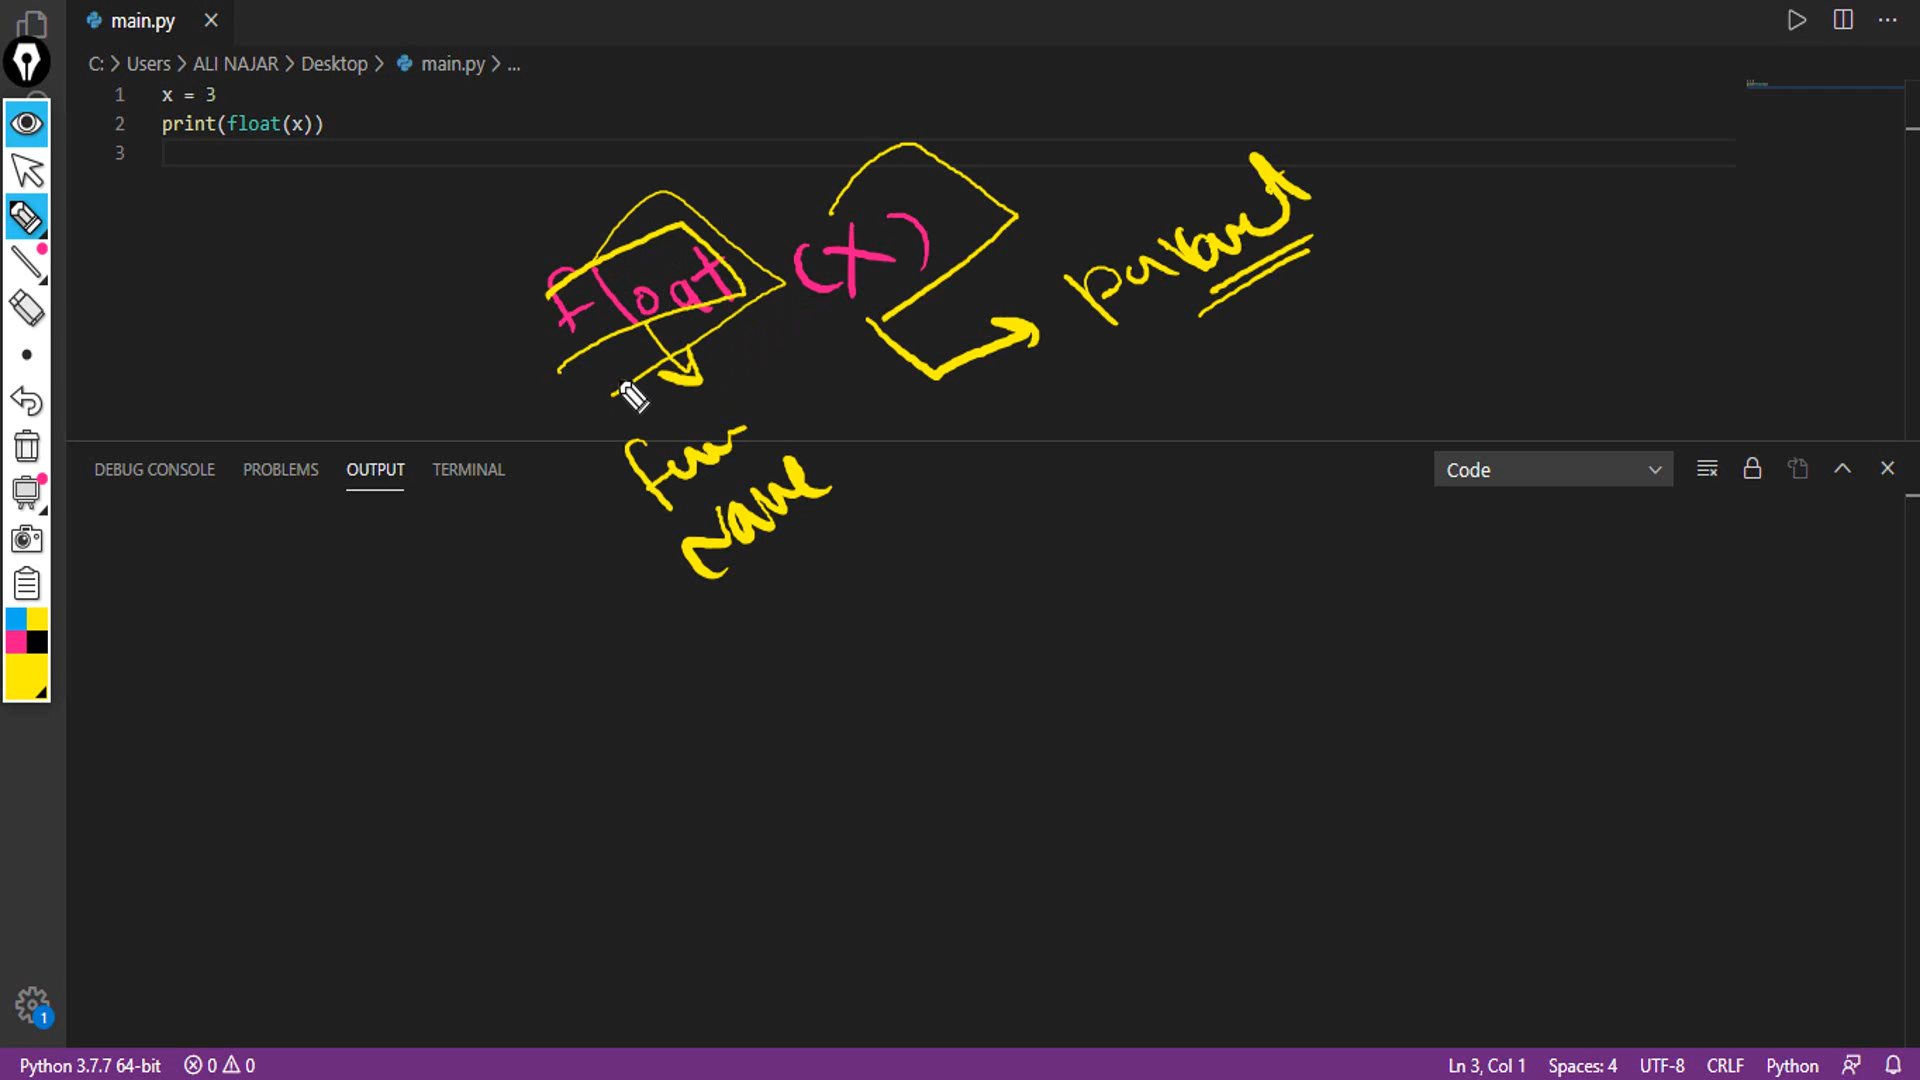 main.py
C: > Users > ALI NAJAR > Desktop > main.py > ...
1 x = 3
2 print(float(x))
3
float (x)
fun
name
DEBUG CONSOLE PROBLEMS OUTPUT TERMINAL
Code
1
Python 3.7.7 64-bit 0 0
Ln 3, Col 1 Spaces: 4 UTF-8 CRLF Python